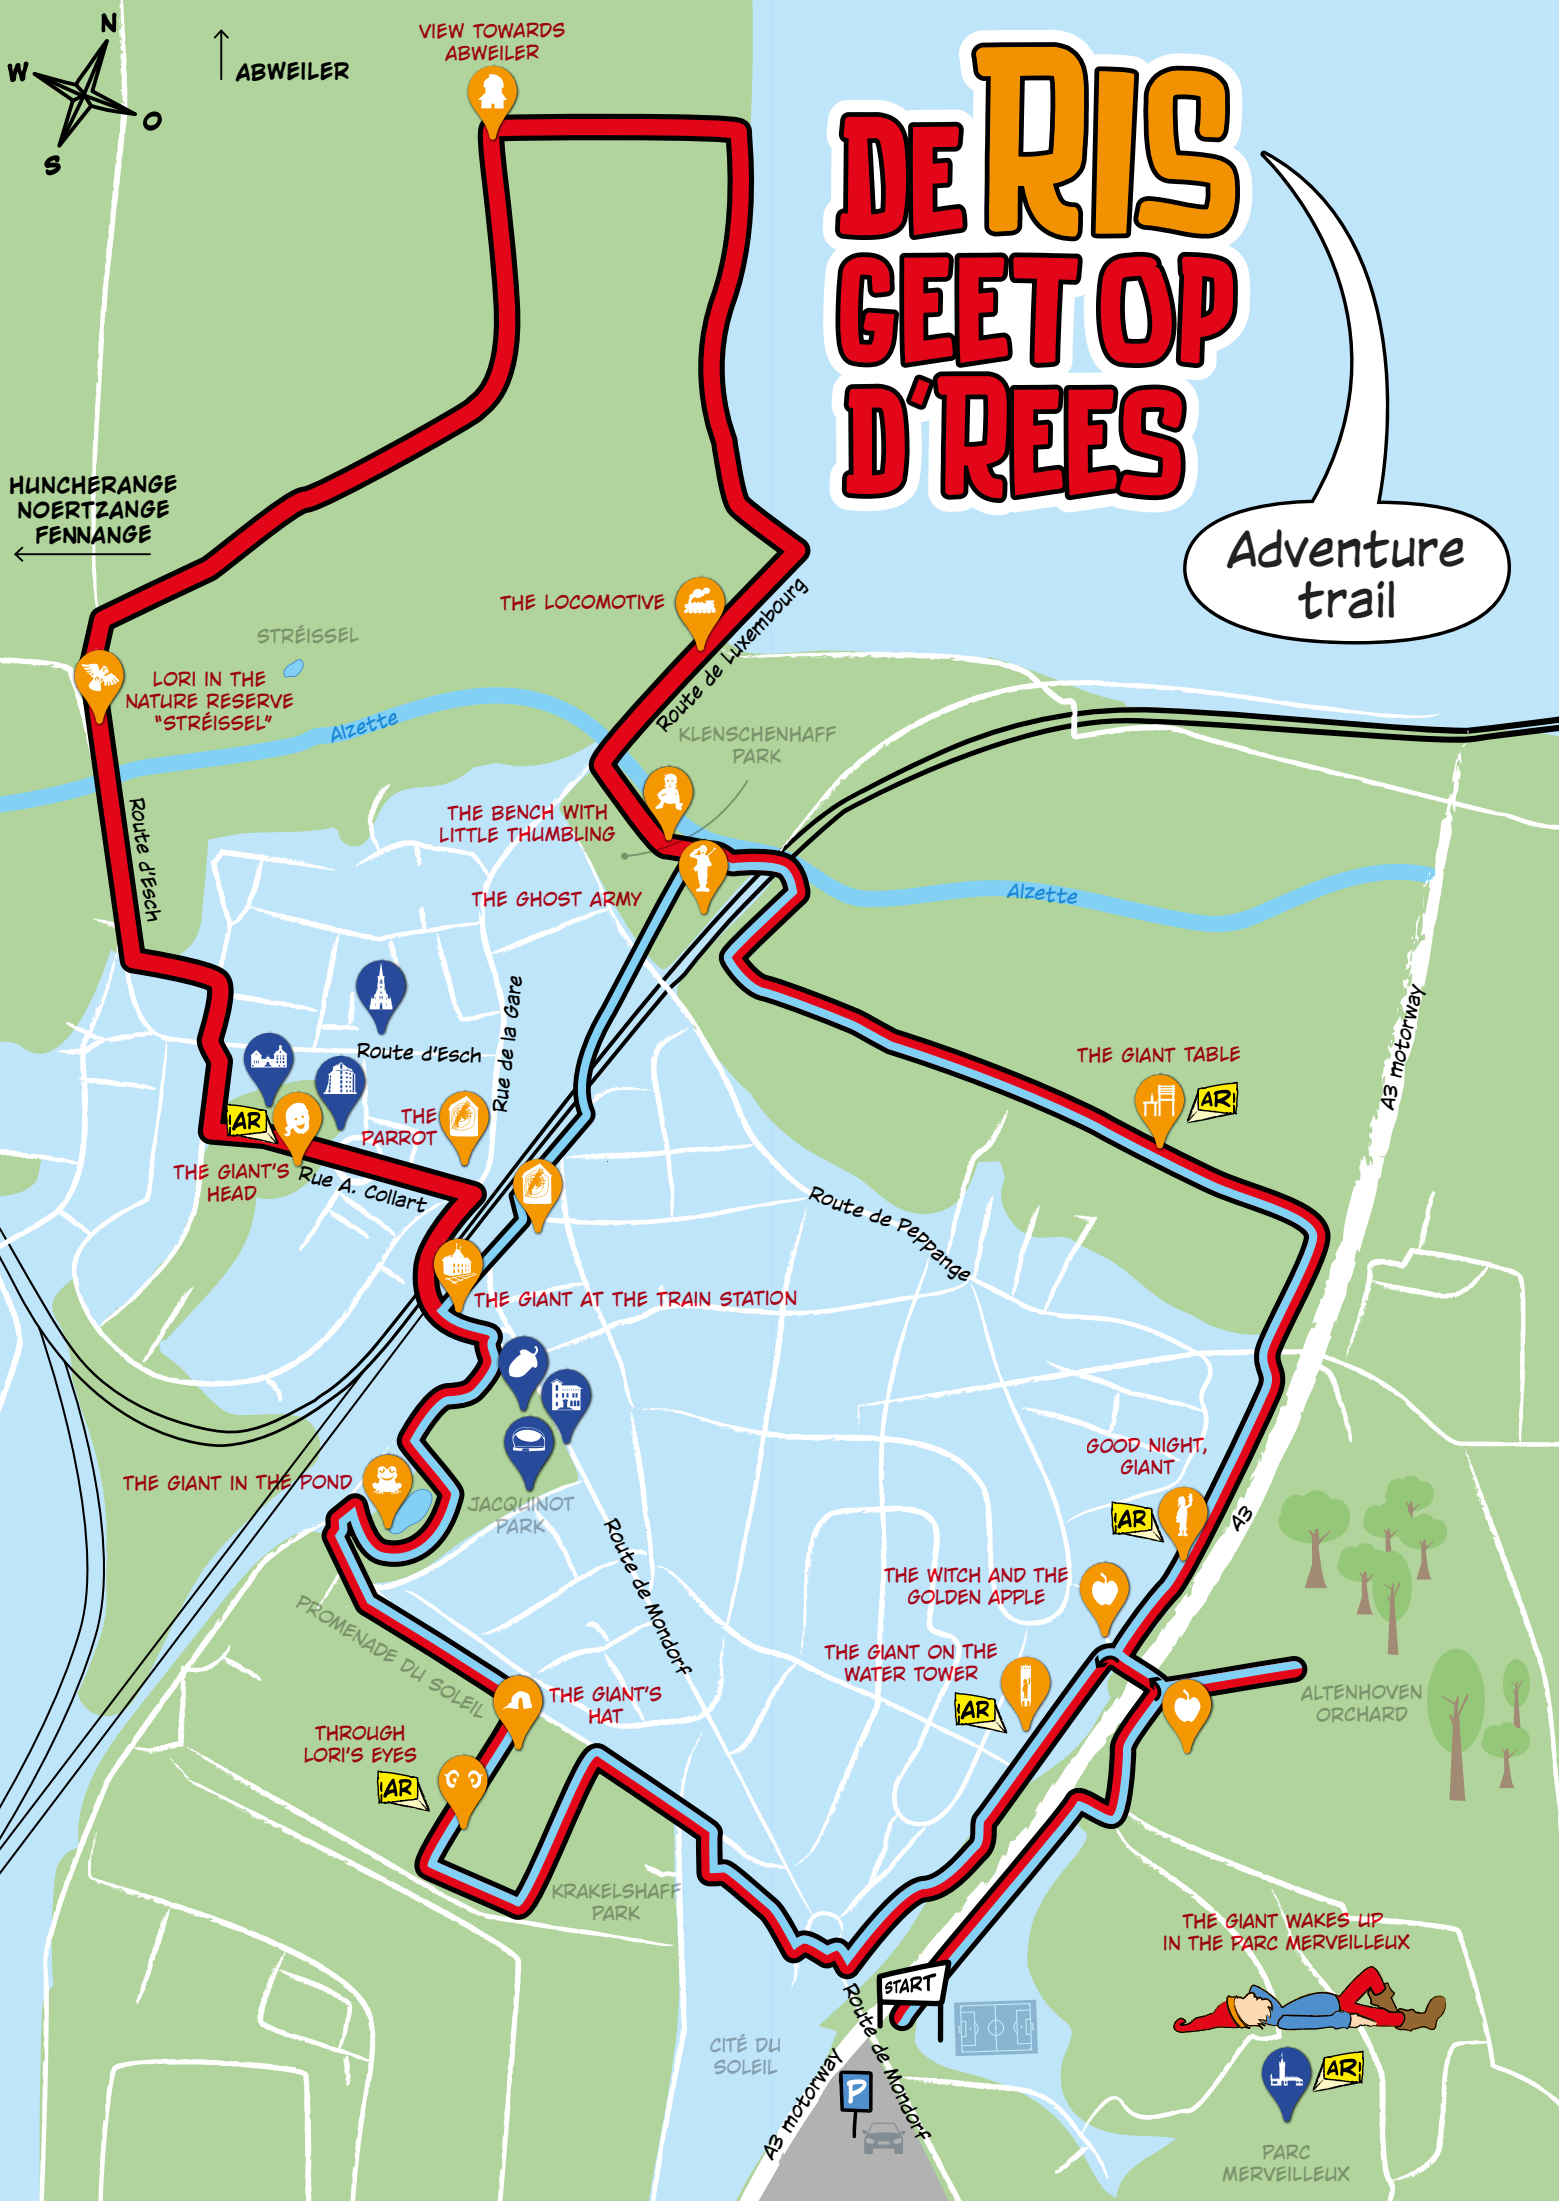 N
W
O
S
ABWEILER
VIEW TOWARDS
ABWEILER
DE RIS
GEET OP
D'REES
Adventure
trail
HUNCHERANGE
NOERTZANGE
FENNANGE
THE LOCOMOTIVE
Route de Luxembourg
STRÉISSEL
LORI IN THE
NATURE RESERVE
"STRÉISSEL"
Alzette
KLENSCHENHAFF
PARK
THE BENCH WITH
LITTLE THUMBLING
Route d'Esch
THE GHOST ARMY
Alzette
Rue de la Gare
A3 motorway
Route d'Esch
THE GIANT TABLE
AR!
!AR
THE
PARROT
THE GIANT'S
HEAD
Rue A. Collart
Route de Peppange
THE GIANT AT THE TRAIN STATION
GOOD NIGHT,
GIANT
!AR
A3
THE GIANT IN THE POND
JACQUINOT
PARK
Route de Mondorf
THE WITCH AND THE
GOLDEN APPLE
PROMENADE DU SOLEIL
THE GIANT ON THE
WATER TOWER
!AR
THE GIANT'S
HAT
ALTENHOVEN
ORCHARD
THROUGH
LORI'S EYES
!AR
KRAKELSHAFF
PARK
THE GIANT WAKES UP
IN THE PARC MERVEILLEUX
START
Route de Mondorf
CITÉ DU
SOLEIL
A3 motorway
P
AR!
PARC
MERVEILLEUX